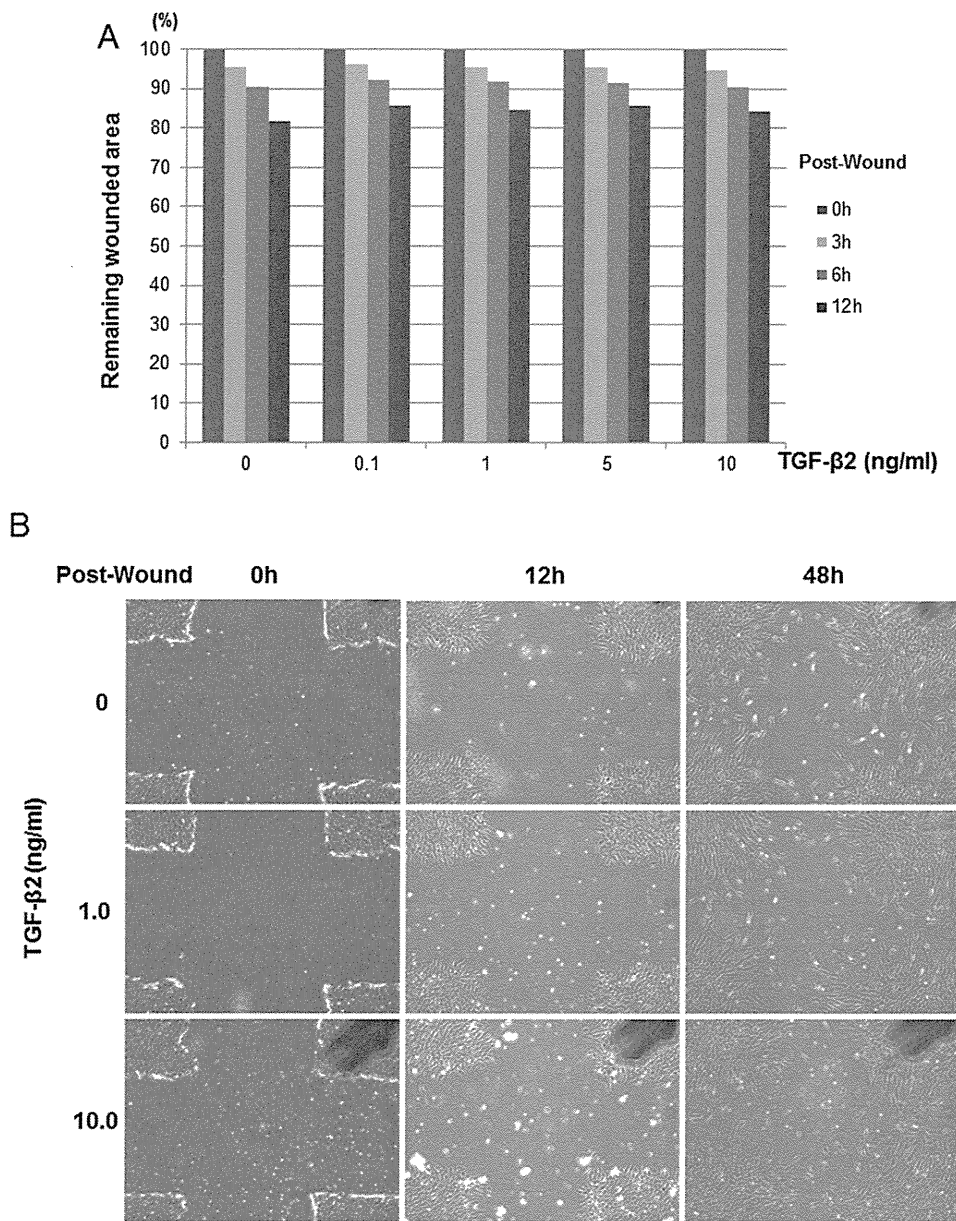 A
(%)
100
90
80
70
60
50
40
30
20
10
0
Remaining wounded area
0 0.1 1 5 10 TGF-β2 (ng/ml)
Post-Wound
0h
3h
6h
12h
B
Post-Wound 0h 12h 48h
TGF-β2 (ng/ml)
0
1.0
10.0